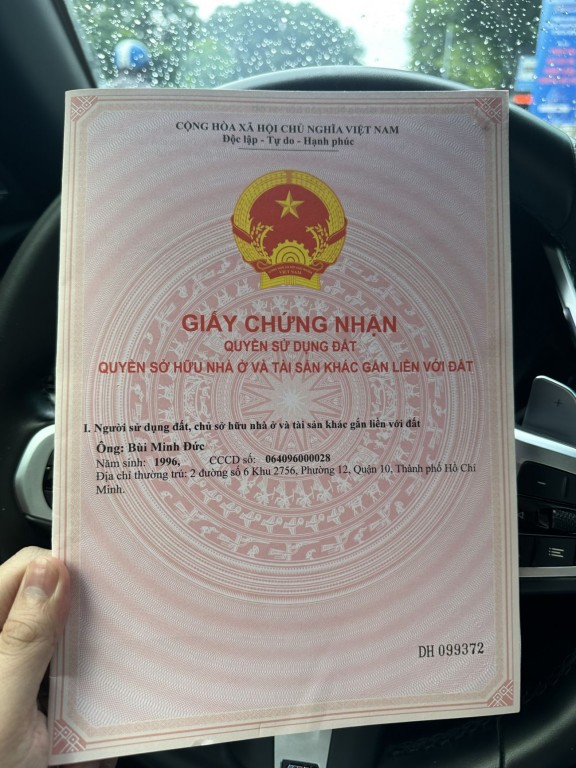 CỘNG HÒA XÃ HỘI CHỦ NGHĨA VIỆT NAM
Độc lập - Tự do - Hạnh phúc
VIỆT NAM
GIẤY CHỨNG NHẬN
QUYỀN SỬ DỤNG ĐẤT
QUYỀN SỞ HỮU NHÀ Ở VÀ TÀI SẢN KHÁC GẮN LIỀN VỚI ĐẤT
I. Người sử dụng đất, chủ sở hữu nhà ở và tài sản khác gắn liền với đất
Ông: Bùi Minh Đức
Năm sinh: 1996, CCCD số: 064096000028
Địa chỉ thường trú: 2 đường số 6 Khu 2756, Phường 12, Quận 10, Thành phố Hồ Chí
Minh.
DH 099372